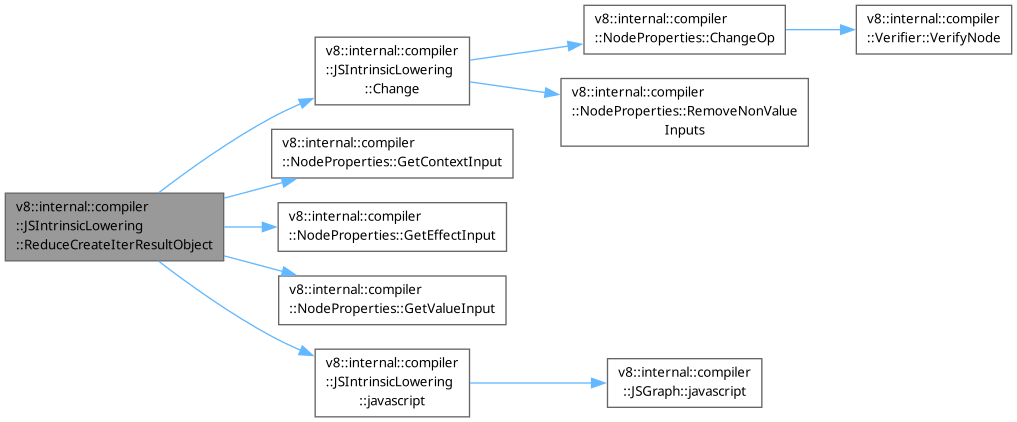 v8::internal::compiler
::JSIntrinsicLowering
::ReduceCreateIterResultObject
v8::internal::compiler
::JSIntrinsicLowering
::Change
v8::internal::compiler
::NodeProperties::ChangeOp
v8::internal::compiler
::Verifier::VerifyNode
v8::internal::compiler
::NodeProperties::RemoveNonValue
Inputs
v8::internal::compiler
::NodeProperties::GetContextInput
v8::internal::compiler
::NodeProperties::GetEffectInput
v8::internal::compiler
::NodeProperties::GetValueInput
v8::internal::compiler
::JSIntrinsicLowering
::javascript
v8::internal::compiler
::JSGraph::javascript